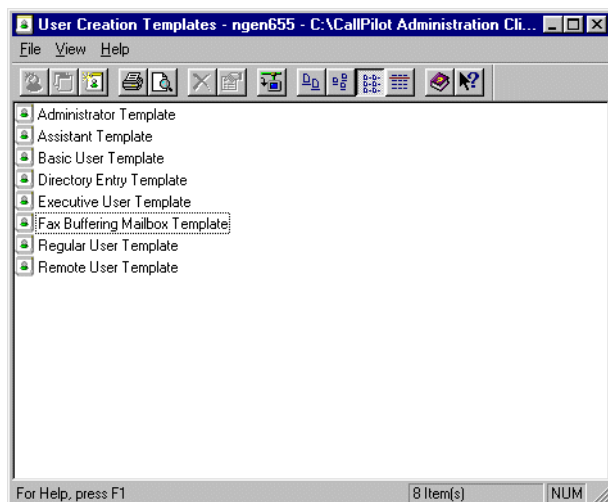 User Creation Templates - ngen655 - C:\CallPilot Administration Cli...
File View Help
Administrator Template
Assistant Template
Basic User Template
Directory Entry Template
Executive User Template
Fax Buffering Mailbox Template
Regular User Template
Remote User Template
For Help, press F1 8 Item(s) NUM